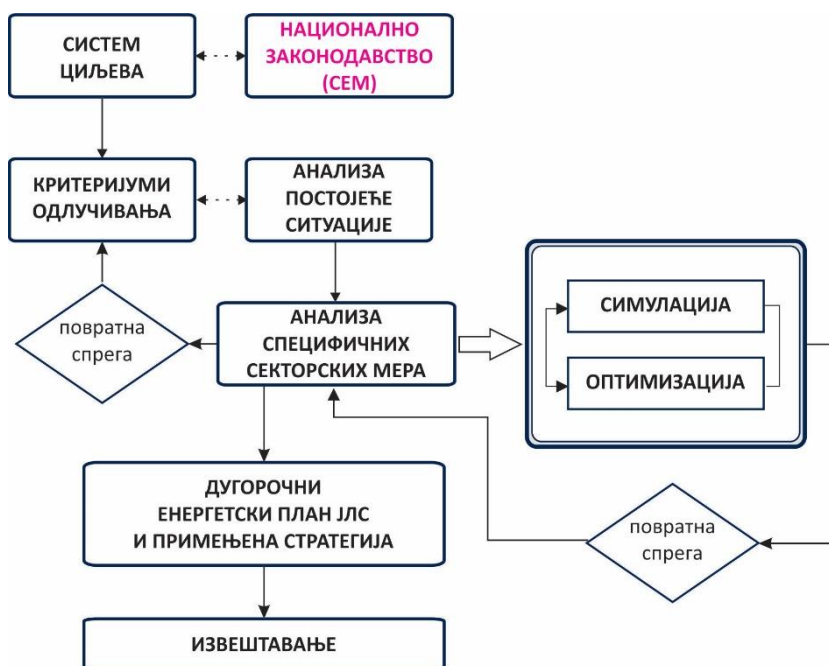 СИСТЕМ
ЦИЉЕВА
НАЦИОНАЛНО
ЗАКОНОДАВСТВО
(СЕМ)
КРИТЕРИЈУМИ
ОДЛУЧИВАЊА
АНАЛИЗА
ПОСТОЈЕЋЕ
СИТУАЦИЈЕ
повратна
спрега
АНАЛИЗА
СПЕЦИФИЧНИХ
СЕКТОРСКИХ МЕРА
СИМУЛАЦИЈА
ОПТИМИЗАЦИЈА
ДУГОРОЧНИ
ЕНЕРГЕТСКИ ПЛАН ЈЛС
И ПРИМЕЊЕНА СТРАТЕГИЈА
повратна
спрега
ИЗВЕШТАВАЊЕ